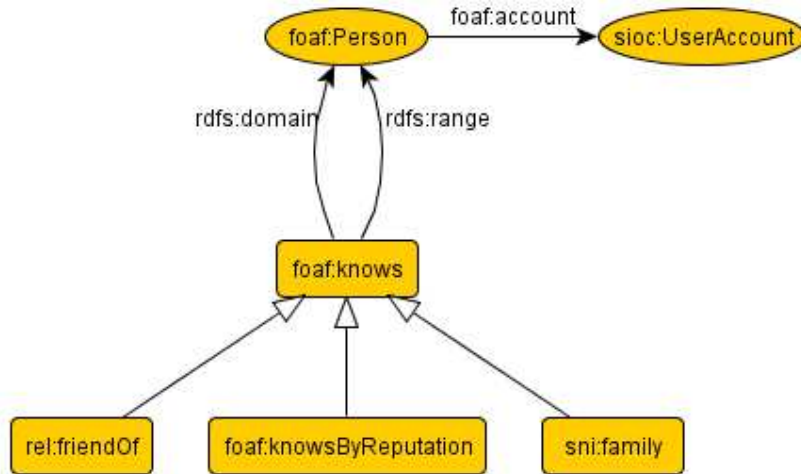 foaf:account
foaf:Person
sioc:UserAccount
rdfs:domain
rdfs:range
foaf:knows
rel:friendOf
foaf:knowsByReputation
sni:family